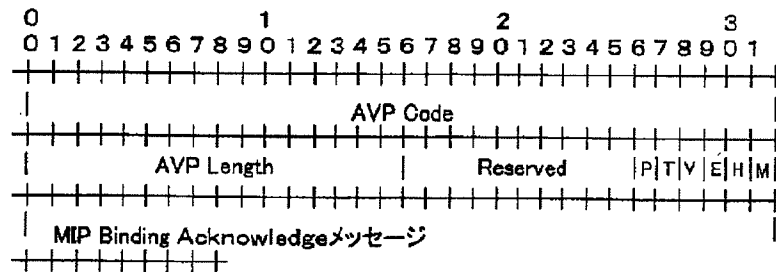 0 1 2 3
0 1 2 3 4 5 6 7 8 9 0 1 2 3 4 5 6 7 8 9 0 1 2 3 4 5 6 7 8 9 0 1
AVP Code
AVP Length Reserved |P|T|V|E|H|M|
MIP Binding Acknowledgeメッセージ